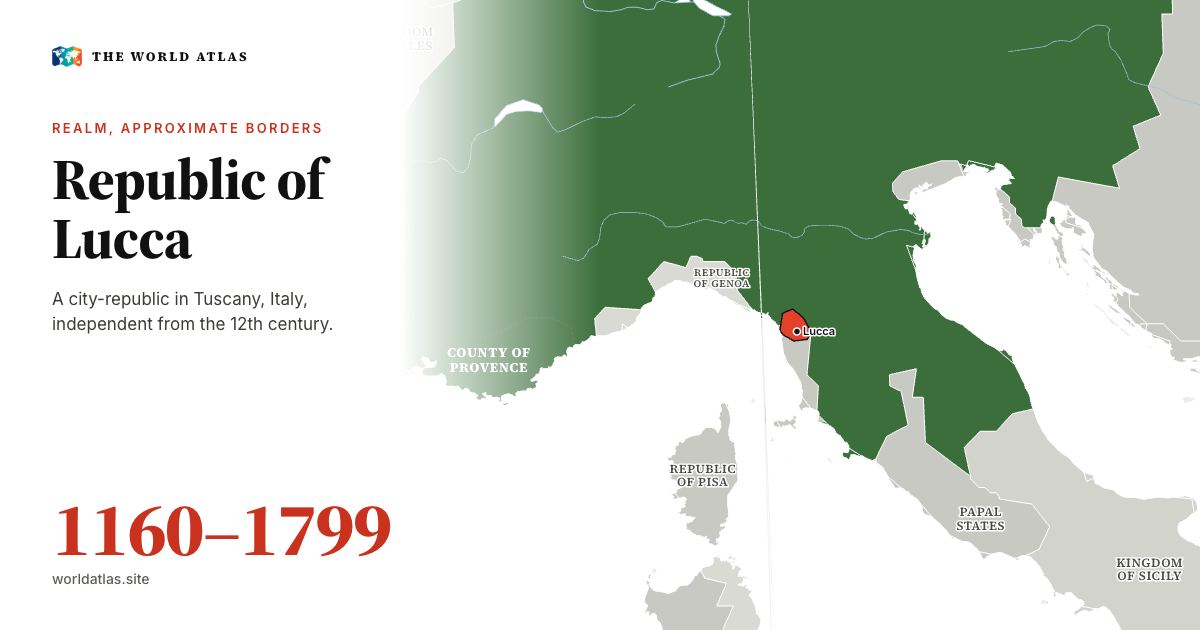 THE WORLD ATLAS
REALM, APPROXIMATE BORDERS
Republic of
Lucca
A city-republic in Tuscany, Italy,
independent from the 12th century.
1160–1799
worldatlas.site
REPUBLIC
OF GENOA
Lucca
COUNTY OF
PROVENCE
REPUBLIC
OF PISA
PAPAL
STATES
KINGDOM
OF SICILY